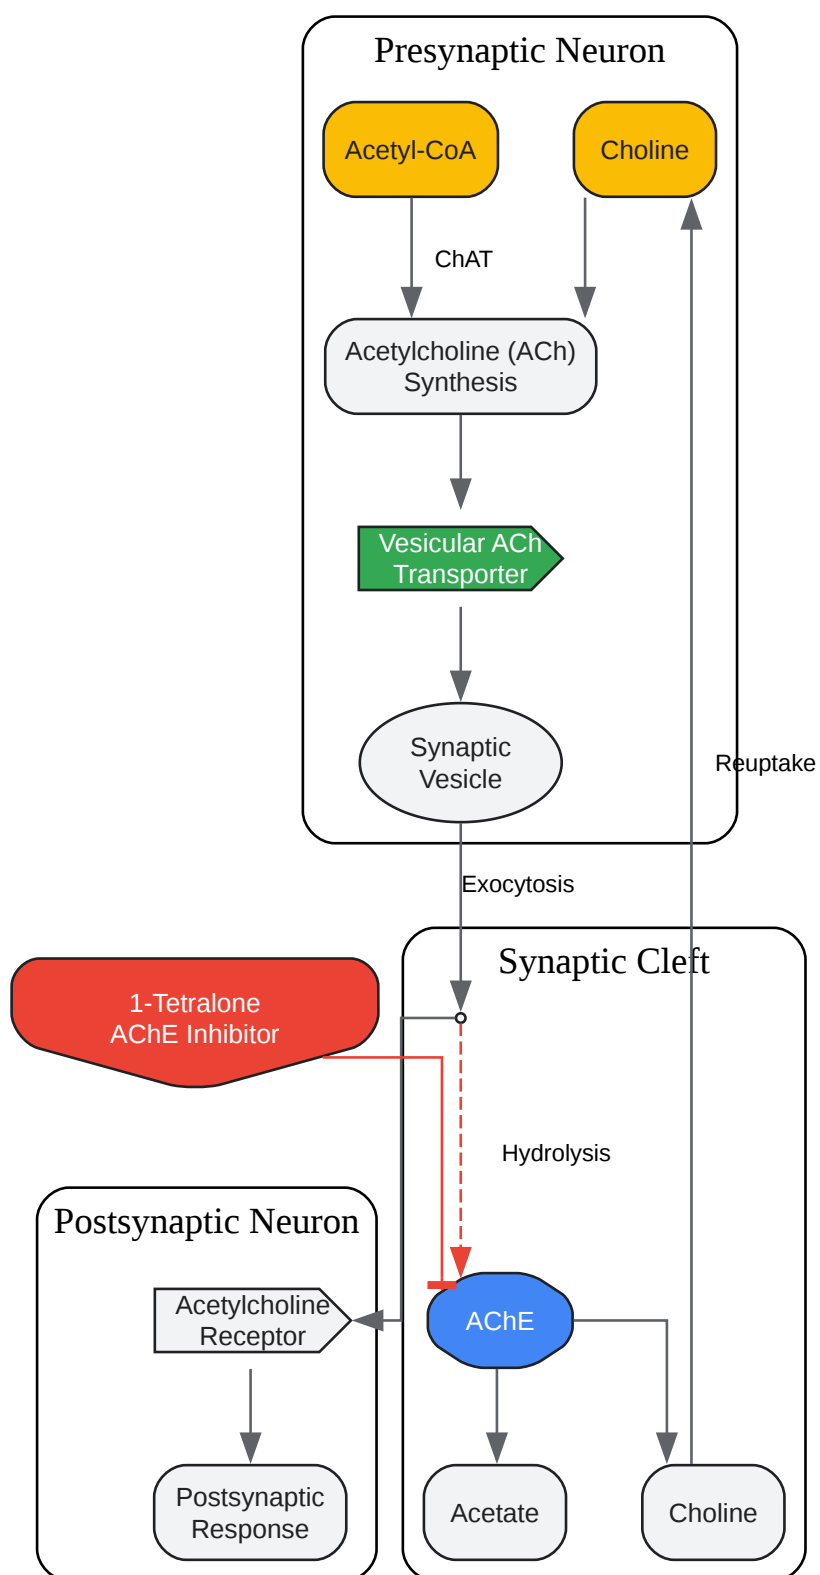 Presynaptic Neuron
Acetyl-CoA
Choline
ChAT
Acetylcholine (ACh)
Synthesis
Vesicular ACh
Transporter
Synaptic
Vesicle
Reuptake
Exocytosis
Synaptic Cleft
1-Tetralone
AChE Inhibitor
Hydrolysis
Postsynaptic Neuron
Acetylcholine
Receptor
AChE
Postsynaptic
Response
Acetate
Choline